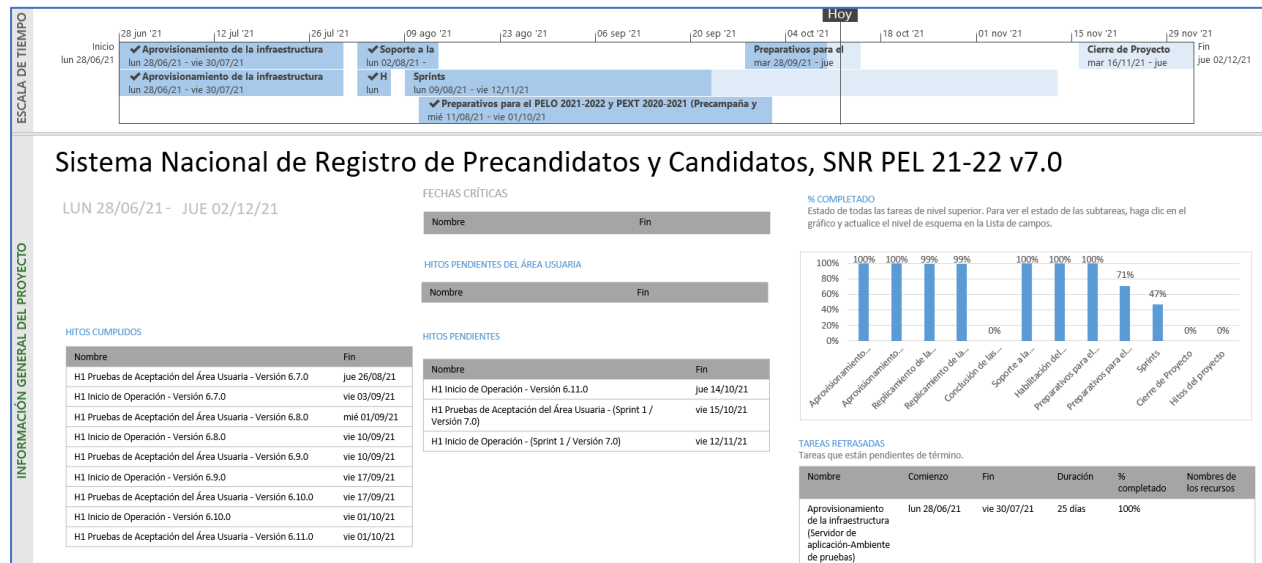 ESCALA DE TIEMPO
Hoy
28 jun '21 12 jul '21 26 jul '21 09 ago '21 23 ago '21 06 sep '21 20 sep '21 04 oct '21 18 oct '21 01 nov '21 15 nov '21 29 nov '21
Inicio
lun 28/06/21
Fin
jue 02/12/21
Aprovisionamiento de la infraestructura
lun 28/06/21 - vie 30/07/21
Soporte a la
lun 02/08/21 -
Preparativos para el
mar 28/09/21 - jue
Cierre de Proyecto
mar 16/11/21 - jue
Aprovisionamiento de la infraestructura
lun 28/06/21 - vie 30/07/21
H
lun
Sprints
lun 09/08/21 - vie 12/11/21
Preparativos para el PELO 2021-2022 y PEXT 2020-2021 (Precampaña y
mié 11/08/21 - vie 01/10/21
INFORMACIÓN GENERAL DEL PROYECTO
Sistema Nacional de Registro de Precandidatos y Candidatos, SNR PEL 21-22 v7.0
LUN 28/06/21 - JUE 02/12/21
HITOS CUMPLIDOS
Nombre Fin
H1 Pruebas de Aceptación del Área Usuaria - Versión 6.7.0 jue 26/08/21
H1 Inicio de Operación - Versión 6.7.0 vie 03/09/21
H1 Pruebas de Aceptación del Área Usuaria - Versión 6.8.0 mié 01/09/21
H1 Inicio de Operación - Versión 6.8.0 vie 10/09/21
H1 Pruebas de Aceptación del Área Usuaria - Versión 6.9.0 vie 10/09/21
H1 Inicio de Operación - Versión 6.9.0 vie 17/09/21
H1 Pruebas de Aceptación del Área Usuaria - Versión 6.10.0 vie 17/09/21
H1 Inicio de Operación - Versión 6.10.0 vie 01/10/21
H1 Pruebas de Aceptación del Área Usuaria - Versión 6.11.0 vie 01/10/21
FECHAS CRÍTICAS
Nombre Fin
HITOS PENDIENTES DEL ÁREA USUARIA
Nombre Fin
HITOS PENDIENTES
Nombre Fin
H1 Inicio de Operación - Versión 6.11.0 jue 14/10/21
H1 Pruebas de Aceptación del Área Usuaria - (Sprint 1 / vie 15/10/21
Versión 7.0)
H1 Inicio de Operación - (Sprint 1 / Versión 7.0) vie 12/11/21
% COMPLETADO
Estado de todas las tareas de nivel superior. Para ver el estado de las subtareas, haga clic en el
gráfico y actualice el nivel de esquema en la Lista de campos.
100%
80%
60%
40%
20%
0%
100% 100% 99% 99% 0% 100% 100% 100% 71% 47% 0% 0%
Aprovisionamiento...
Aprovisionamiento...
Replicamiento de la...
Replicamiento de la...
Conclusión de las...
Soporte a la...
Habilitación del...
Preparativos para el...
Preparativos para el...
Sprints
Cierre de Proyecto
Hitos del proyecto
TAREAS RETRASADAS
Tareas que están pendientes de término.
Nombre Comienzo Fin Duración % completado Nombres de los recursos
Aprovisionamiento lun 28/06/21 vie 30/07/21 25 días 100%
de la infraestructura
(Servidor de
aplicación-Ambiente
de pruebas)